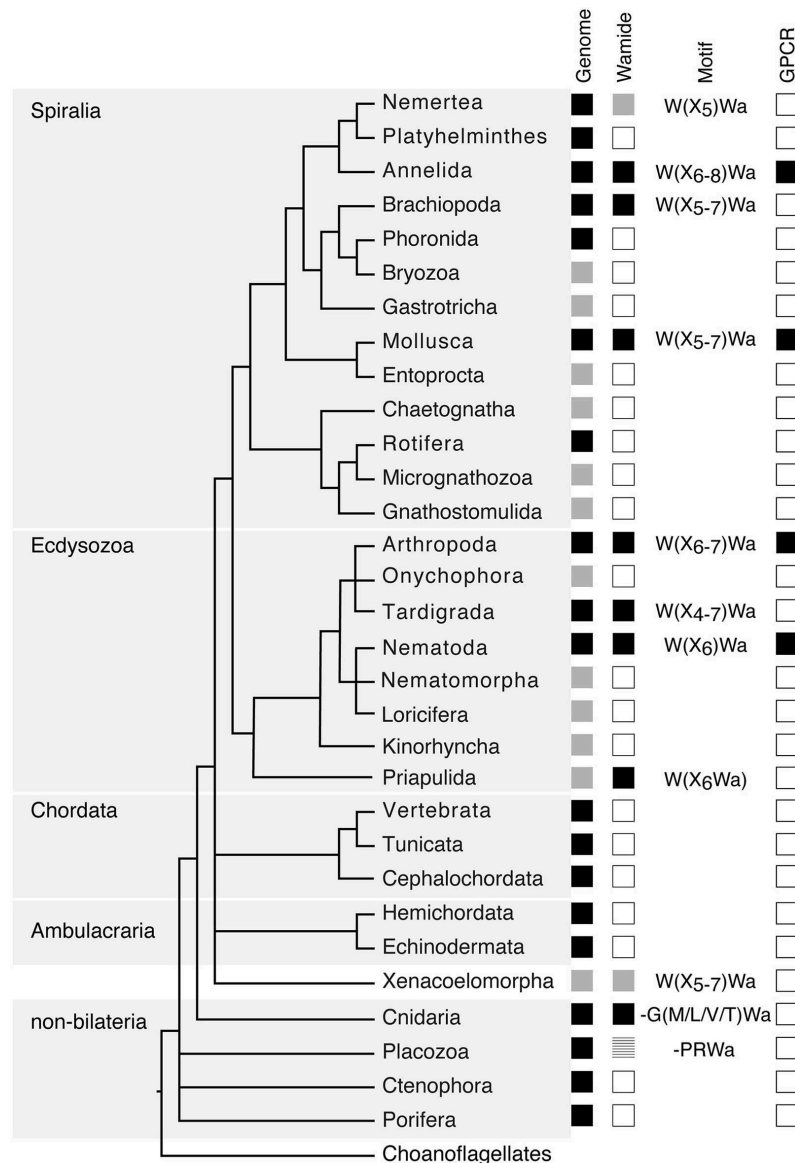 Genome Wamide Motif GPCR
Spiralia
Nemertea W(X5)Wa
Platyhelminthes
Annelida W(X6-8)Wa
Brachiopoda W(X5-7)Wa
Phoronida
Bryozoa
Gastrotricha
Mollusca W(X5-7)Wa
Entoprocta
Chaetognatha
Rotifera
Micrognathozoa
Gnathostomulida
Ecdysozoa
Arthropoda W(X6-7)Wa
Onychophora
Tardigrada W(X4-7)Wa
Nematoda W(X6)Wa
Nematomorpha
Loricifera
Kinorhyncha
Priapulida W(X6Wa)
Chordata
Vertebrata
Tunicata
Cephalochordata
Ambulacraria
Hemichordata
Echinodermata
Xenacoelomorpha W(X5-7)Wa
non-bilateria
Cnidaria -G(M/L/V/T)Wa
Placozoa -PRWa
Ctenophora
Porifera
Choanoflagellates